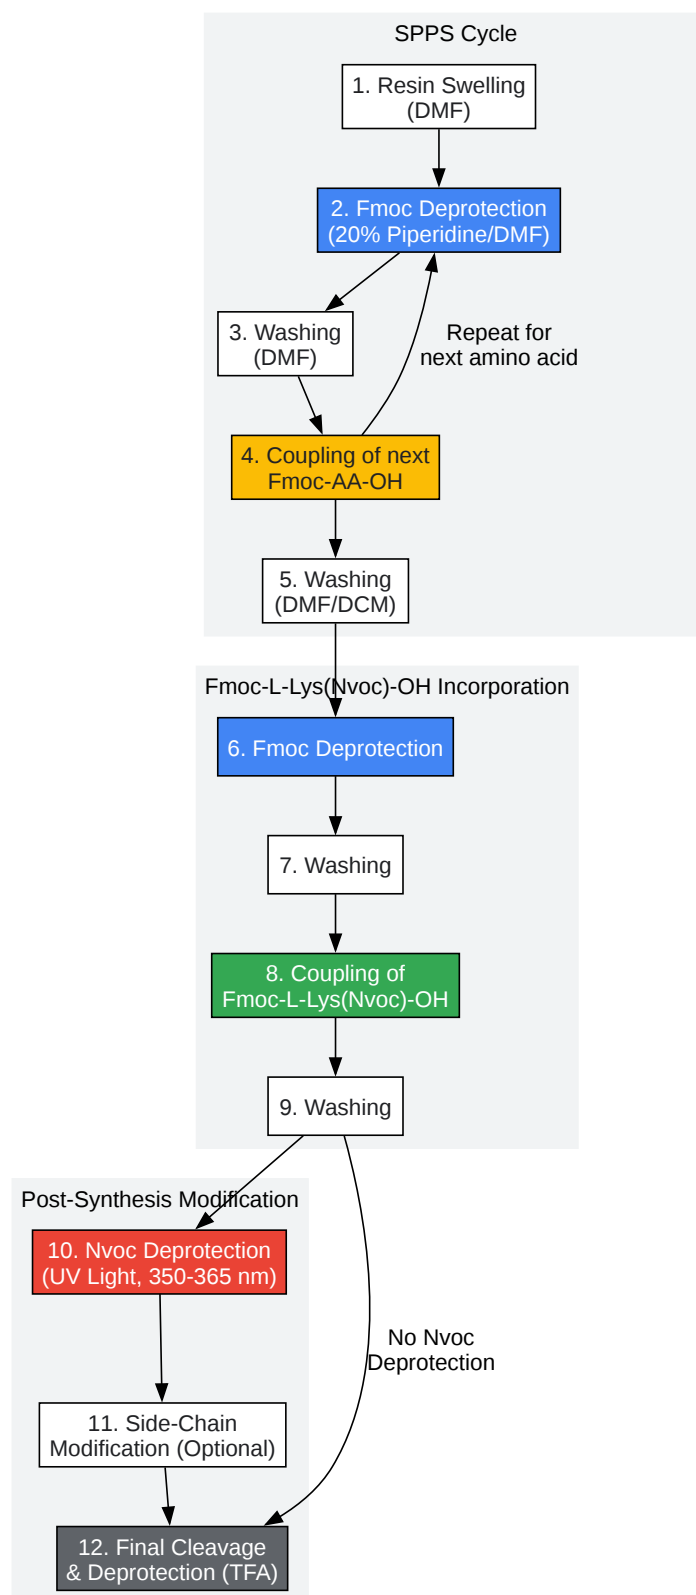 SPPS Cycle
1. Resin Swelling
(DMF)
2. Fmoc Deprotection
(20% Piperidine/DMF)
3. Washing
(DMF)
Repeat for
next amino acid
4. Coupling of next
Fmoc-AA-OH
5. Washing
(DMF/DCM)
Fmoc-L-Lys(Nvoc)-OH Incorporation
6. Fmoc Deprotection
7. Washing
8. Coupling of
Fmoc-L-Lys(Nvoc)-OH
9. Washing
Post-Synthesis Modification
10. Nvoc Deprotection
(UV Light, 350-365 nm)
No Nvoc
Deprotection
11. Side-Chain
Modification (Optional)
12. Final Cleavage
& Deprotection (TFA)